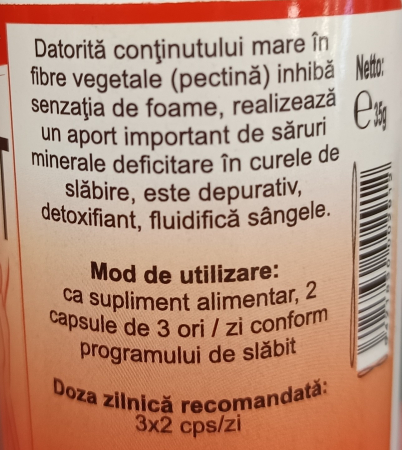 Datorită conţinutului mare în
fibre vegetale (pectină) inhibă
senzaţia de foame, realizează
un aport important de săruri
minerale deficitare în curele de
slăbire, este depurativ,
detoxifiant, fluidifică sângele.
Mod de utilizare:
ca supliment alimentar, 2
capsule de 3 ori / zi conform
programului de slăbit
Doza zilnică recomandată:
3x2 cps/zi
Netto:
℮ 35g